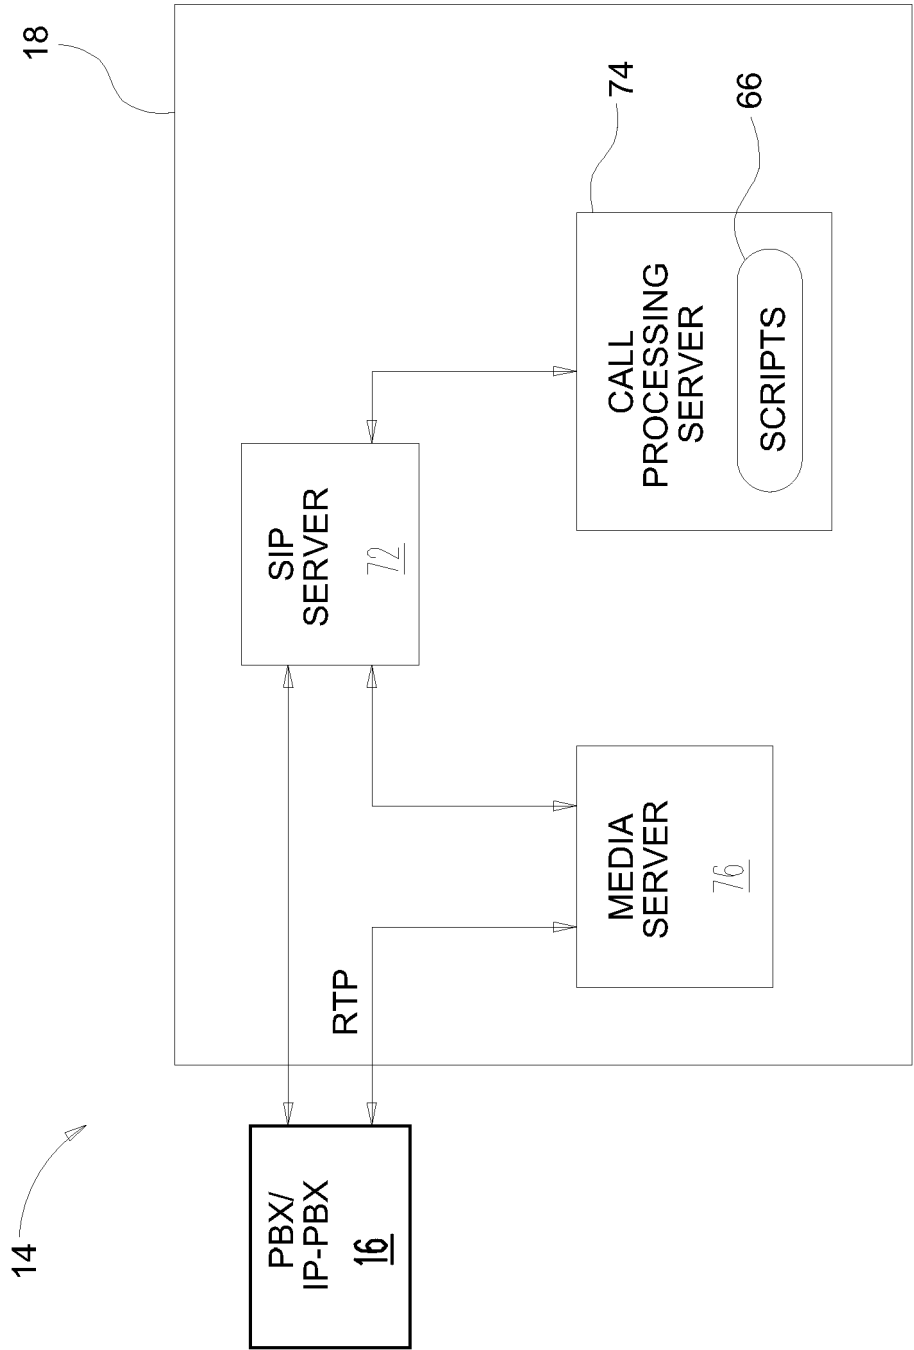 14
18
PBX/
IP-PBX
16
RTP
SIP
SERVER
72
MEDIA
SERVER
76
CALL
PROCESSING
SERVER
74
SCRIPTS
66